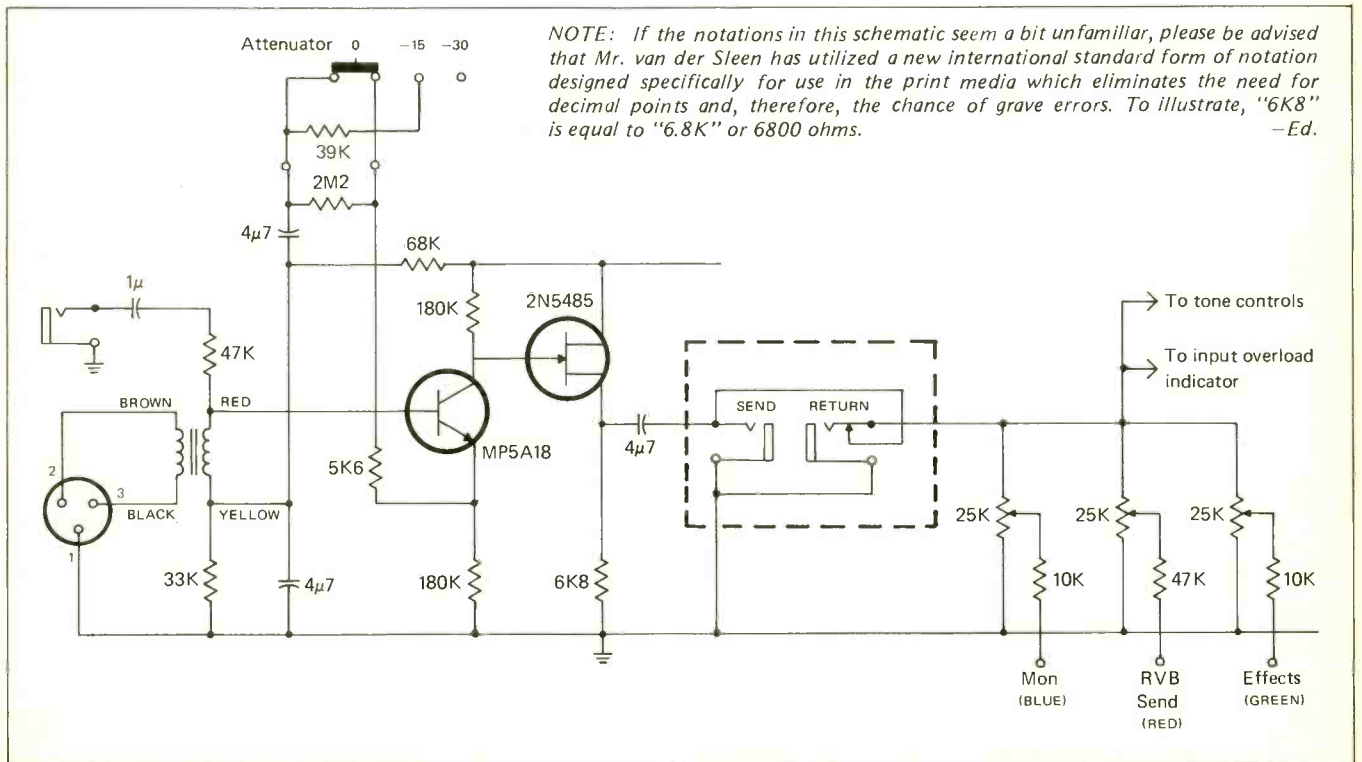 NOTE: If the notations in this schematic seem a bit unfamiliar, please be advised
that Mr. van der Sleen has utilized a new international standard form of notation
designed specifically for use in the print media which eliminates the need for
decimal points and, therefore, the chance of grave errors. To illustrate, "6K8"
is equal to "6.8K" or 6800 ohms. —Ed.
Attenuator 0 −15 −30
39K
2M2
4µ7
68K
1µ
180K
2N5485
47K
BROWN
RED
MP5A18
2
3
BLACK
YELLOW
1
5K6
33K
4µ7
180K
6K8
4µ7
SEND
RETURN
To tone controls
To input overload
indicator
25K
25K
25K
10K
47K
10K
Mon
(BLUE)
RVB
Send
(RED)
Effects
(GREEN)